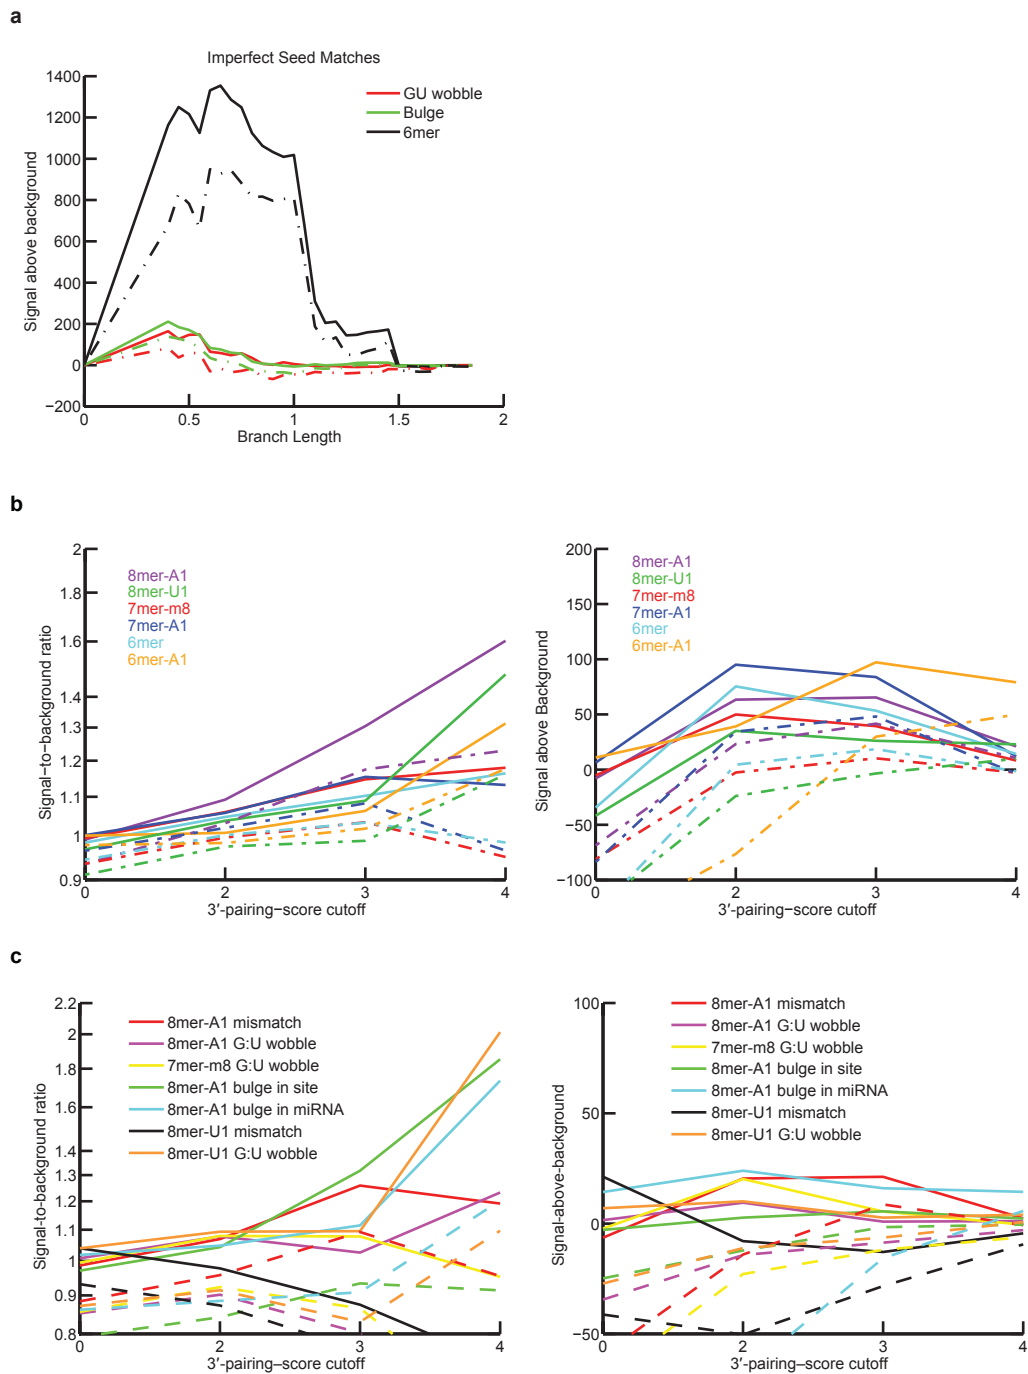 a
Imperfect Seed Matches
1400
1200
1000
800
600
400
200
0
−200
Signal above background
GU wobble
Bulge
6mer
0
0.5
1
1.5
2
Branch Length
b
2
1.8
1.6
1.4
1.3
1.2
1.1
1
0.9
Signal−to−background ratio
8mer-A1
8mer-U1
7mer-m8
7mer-A1
6mer
6mer-A1
0
2
3
4
3′-pairing−score cutoff
200
150
100
50
0
−50
−100
Signal above Background
8mer-A1
8mer-U1
7mer-m8
7mer-A1
6mer
6mer-A1
0
2
3
4
3′-pairing−score cutoff
c
2.2
2
1.8
1.6
1.4
1.3
1.2
1.1
1
0.9
0.8
Signal-to-background ratio
8mer-A1 mismatch
8mer-A1 G:U wobble
7mer-m8 G:U wobble
8mer-A1 bulge in site
8mer-A1 bulge in miRNA
8mer-U1 mismatch
8mer-U1 G:U wobble
0
2
3
4
3′-pairing–score cutoff
100
50
0
−50
Signal-above-background
8mer-A1 mismatch
8mer-A1 G:U wobble
7mer-m8 G:U wobble
8mer-A1 bulge in site
8mer-A1 bulge in miRNA
8mer-U1 mismatch
8mer-U1 G:U wobble
0
2
3
4
3′-pairing–score cutoff